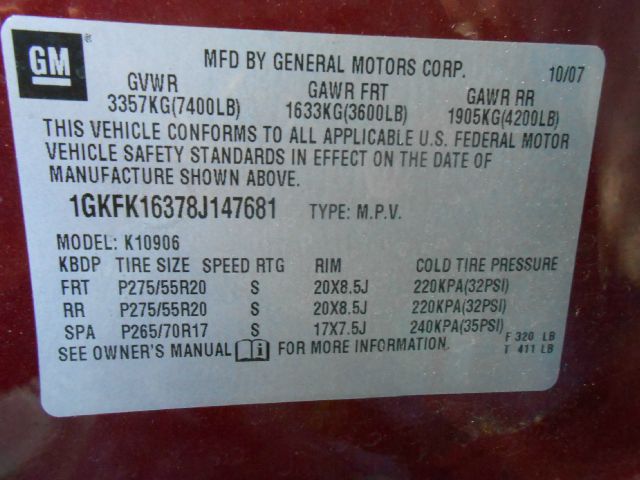 GM ®
MFD BY GENERAL MOTORS CORP. 10/07
GVWR GAWR FRT GAWR RR
3357KG(7400LB) 1633KG(3600LB) 1905KG(4200LB)
THIS VEHICLE CONFORMS TO ALL APPLICABLE U.S. FEDERAL MOTOR
VEHICLE SAFETY STANDARDS IN EFFECT ON THE DATE OF
MANUFACTURE SHOWN ABOVE.
1GKFK16378J147681 TYPE: M.P.V.
MODEL: K10906
KBDP TIRE SIZE SPEED RTG RIM COLD TIRE PRESSURE
FRT P275/55R20 S 20X8.5J 220KPA(32PSI)
RR P275/55R20 S 20X8.5J 220KPA(32PSI)
SPA P265/70R17 S 17X7.5J 240KPA(35PSI)
F 320 LB
SEE OWNER'S MANUAL FOR MORE INFORMATION. T 411 LB